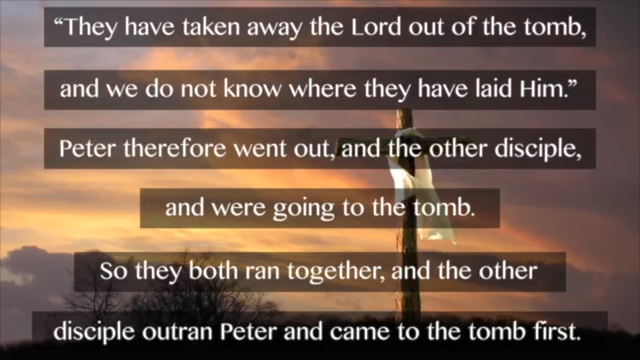 “They have taken away the Lord out of the tomb,
and we do not know where they have laid Him.”
Peter therefore went out, and the other disciple,
and were going to the tomb.
So they both ran together, and the other
disciple outran Peter and came to the tomb first.